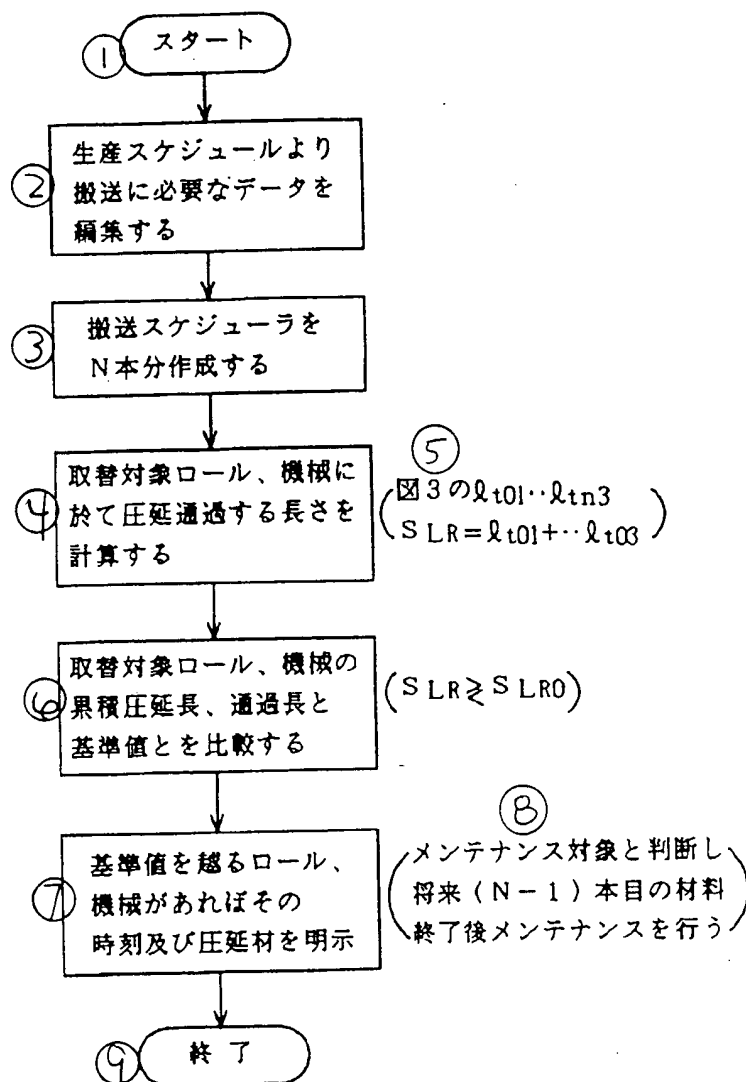 ① スタート
② 生産スケジュールより
搬送に必要なデータを
編集する
③ 搬送スケジューラを
N本分作成する
④ 取替対象ロール、機械に
於て圧延通過する長さを
計算する
⑤
(図3のℓt01‥ℓtn3
SLR=ℓt01+‥ℓt03)
⑥ 取替対象ロール、機械の
累積圧延長、通過長と
基準値とを比較する
(SLR≷SLR0)
⑦ 基準値を越るロール、
機械があればその
時刻及び圧延材を明示
⑧
(メンテナンス対象と判断し
将来(N-1)本目の材料
終了後メンテナンスを行う)
⑨ 終了